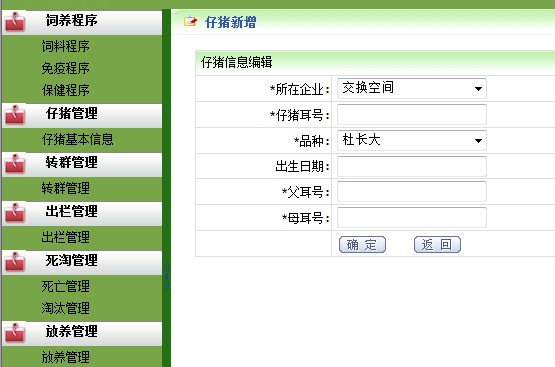 饲养程序
饲料程序
免疫程序
保健程序
仔猪管理
仔猪基本信息
转群管理
转群管理
出栏管理
出栏管理
死淘管理
死亡管理
淘汰管理
放养管理
放养管理
仔猪新增
仔猪信息编辑
*所在企业： 交换空间
*仔猪耳号：
*品种： 杜长大
出生日期：
*父耳号：
*母耳号：
确 定 返 回